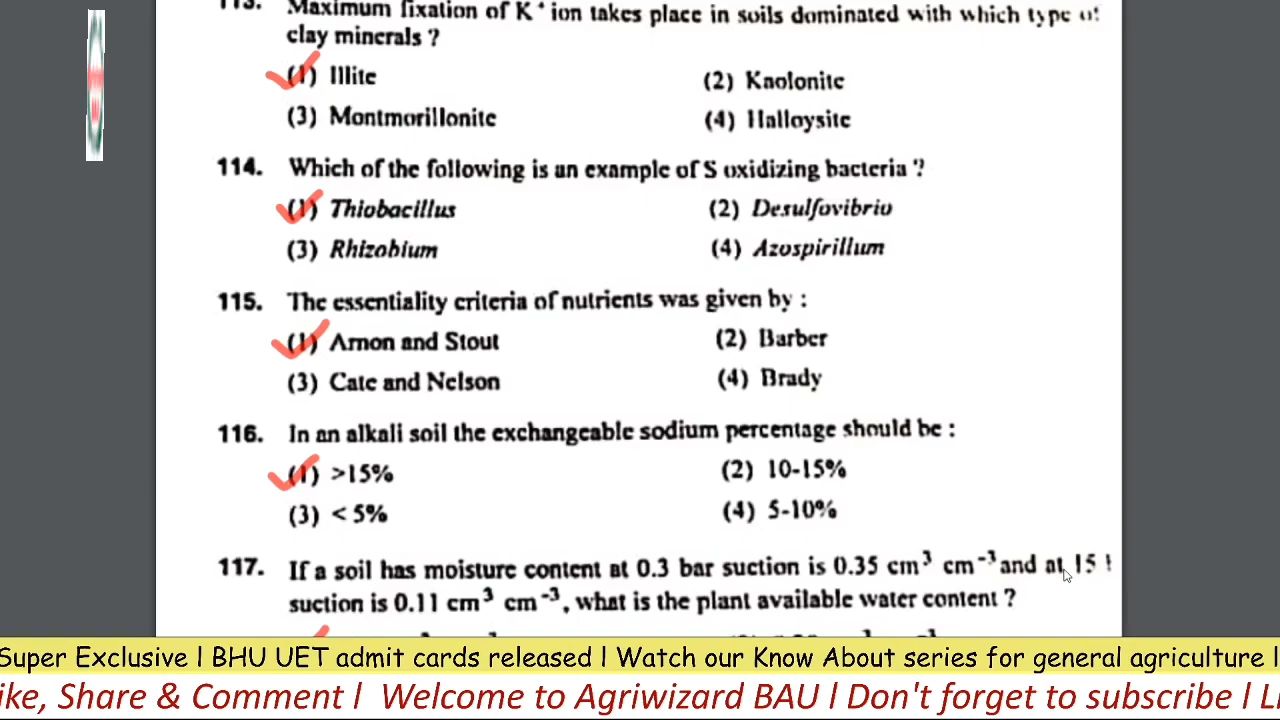 113. Maximum fixation of K⁺ ion takes place in soils dominated with which type of
clay minerals ?
(1) Illite (2) Kaolonite
(3) Montmorillonite (4) Halloysite
114. Which of the following is an example of S oxidizing bacteria ?
(1) Thiobacillus (2) Desulfovibrio
(3) Rhizobium (4) Azospirillum
115. The essentiality criteria of nutrients was given by :
(1) Arnon and Stout (2) Barber
(3) Cate and Nelson (4) Brady
116. In an alkali soil the exchangeable sodium percentage should be :
(1) >15% (2) 10-15%
(3) < 5% (4) 5-10%
117. If a soil has moisture content at 0.3 bar suction is 0.35 cm³ cm⁻³ and at 15
suction is 0.11 cm³ cm⁻³, what is the plant available water content ?
Super Exclusive l BHU UET admit cards released l Watch our Know About series for general agriculture l
ke, Share & Comment l Welcome to Agriwizard BAU l Don't forget to subscribe l